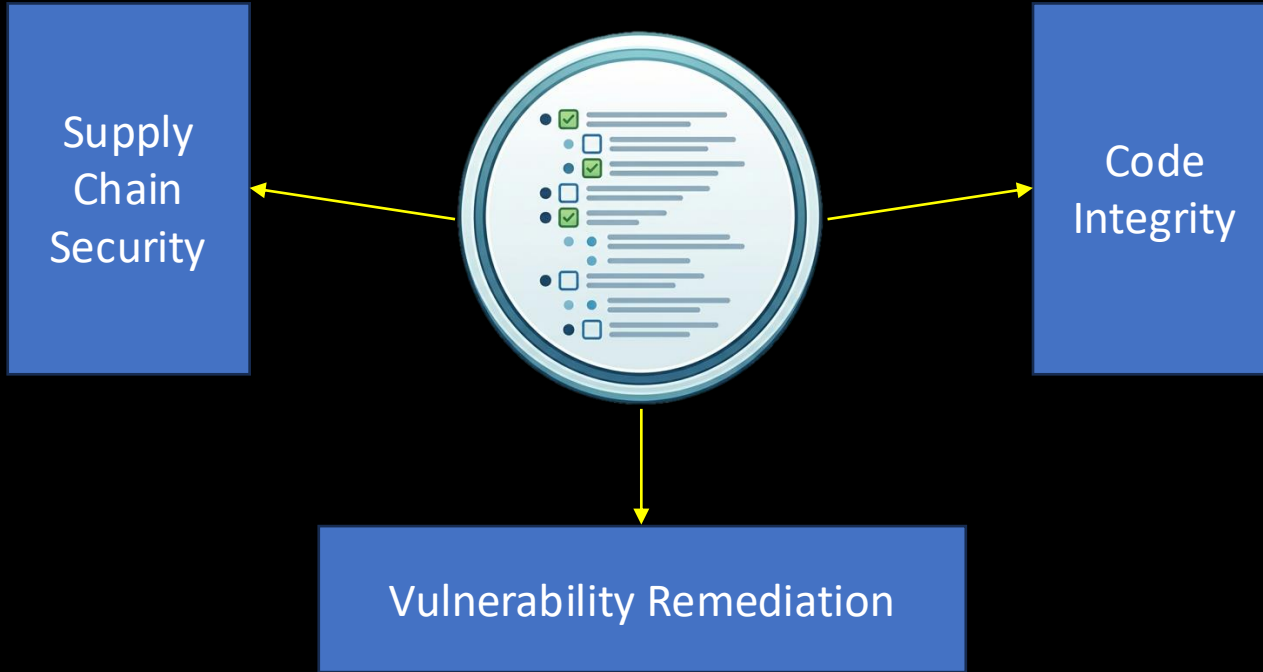 Supply
Chain
Security
Code
Integrity
Vulnerability Remediation